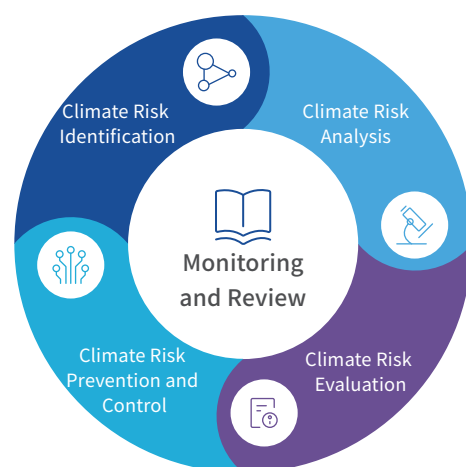 Climate Risk
Identification
Climate Risk
Analysis
Monitoring
and Review
Climate Risk
Prevention and
Control
Climate Risk
Evaluation